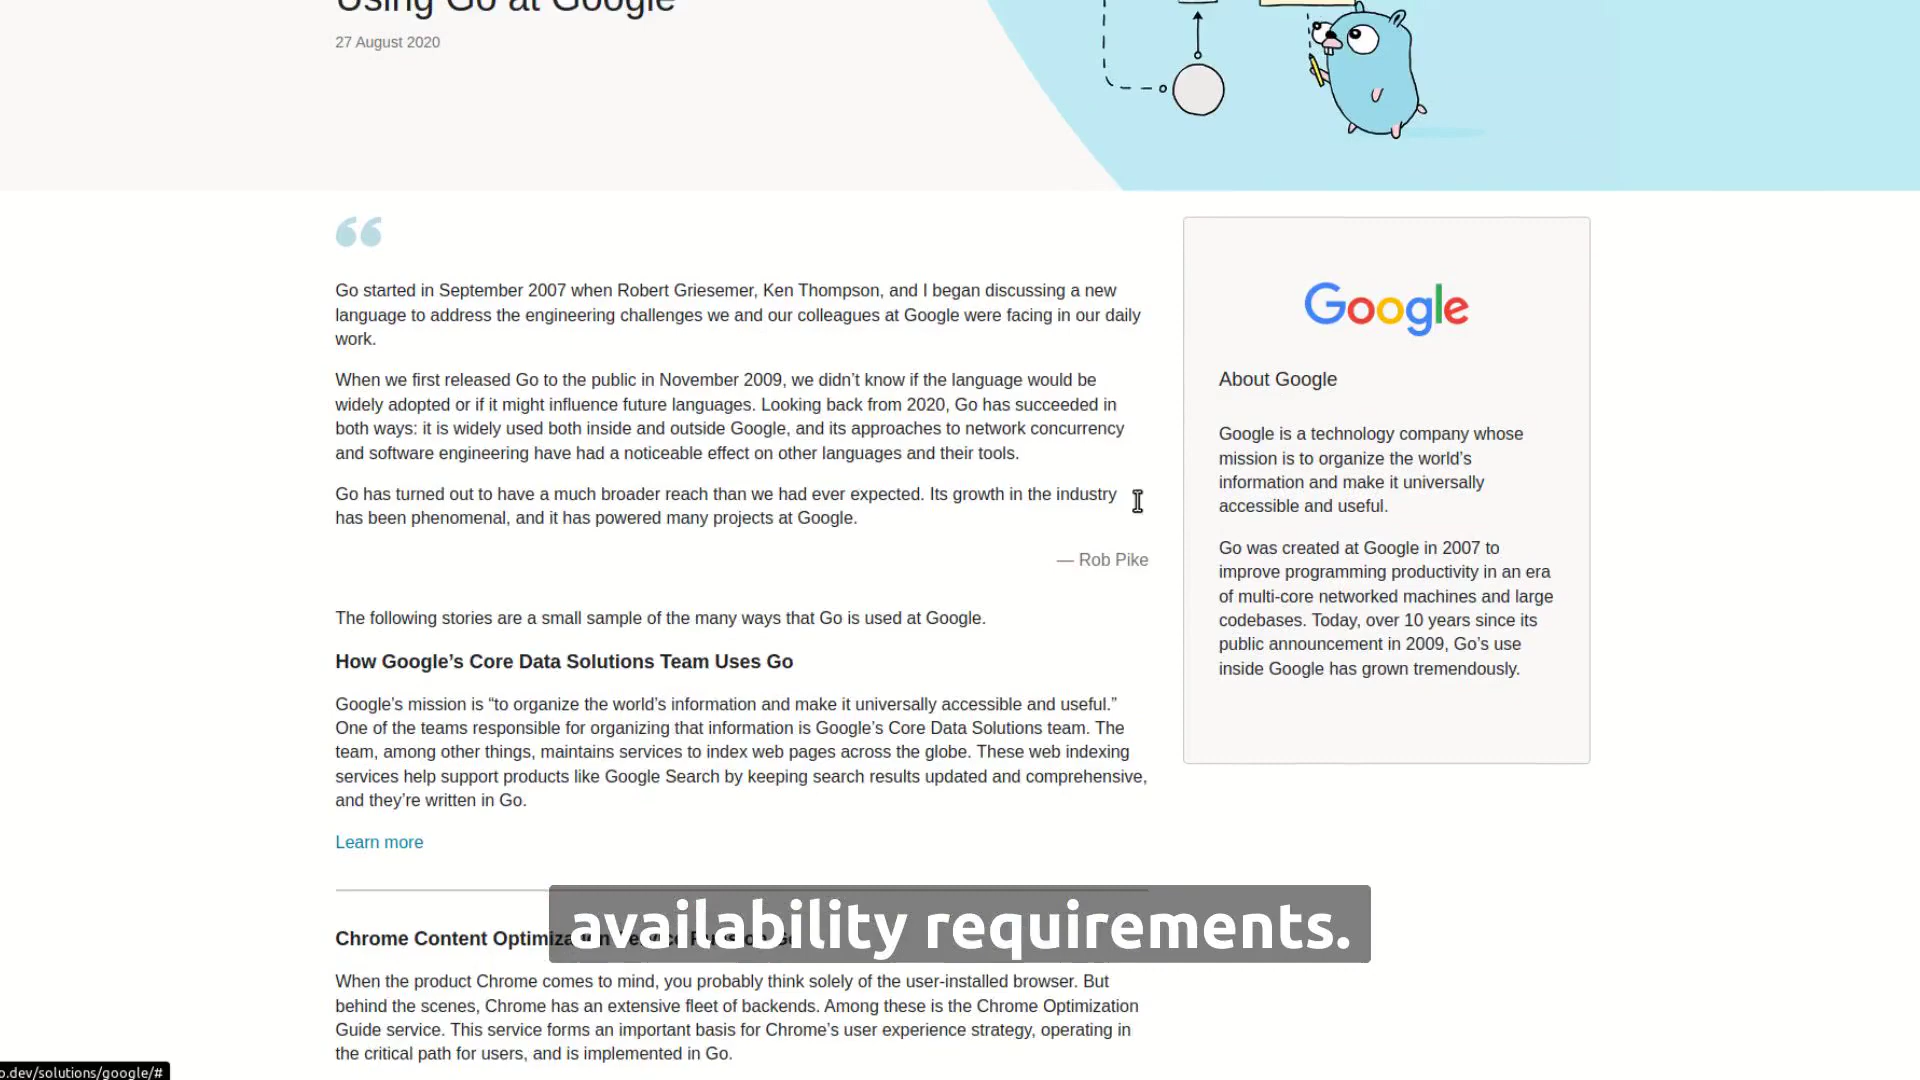 Using Go at Google
27 August 2020
Go started in September 2007 when Robert Griesemer, Ken Thompson, and I began discussing a new
language to address the engineering challenges we and our colleagues at Google were facing in our daily
work.
When we first released Go to the public in November 2009, we didn’t know if the language would be
widely adopted or if it might influence future languages. Looking back from 2020, Go has succeeded in
both ways: it is widely used both inside and outside Google, and its approaches to network concurrency
and software engineering have had a noticeable effect on other languages and their tools.
Go has turned out to have a much broader reach than we had ever expected. Its growth in the industry
has been phenomenal, and it has powered many projects at Google.
— Rob Pike
The following stories are a small sample of the many ways that Go is used at Google.
How Google’s Core Data Solutions Team Uses Go
Google’s mission is “to organize the world’s information and make it universally accessible and useful.”
One of the teams responsible for organizing that information is Google’s Core Data Solutions team. The
team, among other things, maintains services to index web pages across the globe. These web indexing
services help support products like Google Search by keeping search results updated and comprehensive,
and they’re written in Go.
Learn more
Chrome Content Optimization
When the product Chrome comes to mind, you probably think solely of the user-installed browser. But
behind the scenes, Chrome has an extensive fleet of backends. Among these is the Chrome Optimization
Guide service. This service forms an important basis for Chrome’s user experience strategy, operating in
the critical path for users, and is implemented in Go.
Google
About Google
Google is a technology company whose
mission is to organize the world’s
information and make it universally
accessible and useful.
Go was created at Google in 2007 to
improve programming productivity in an era
of multi-core networked machines and large
codebases. Today, over 10 years since its
public announcement in 2009, Go’s use
inside Google has grown tremendously.
availability requirements.
o.dev/solutions/google/#